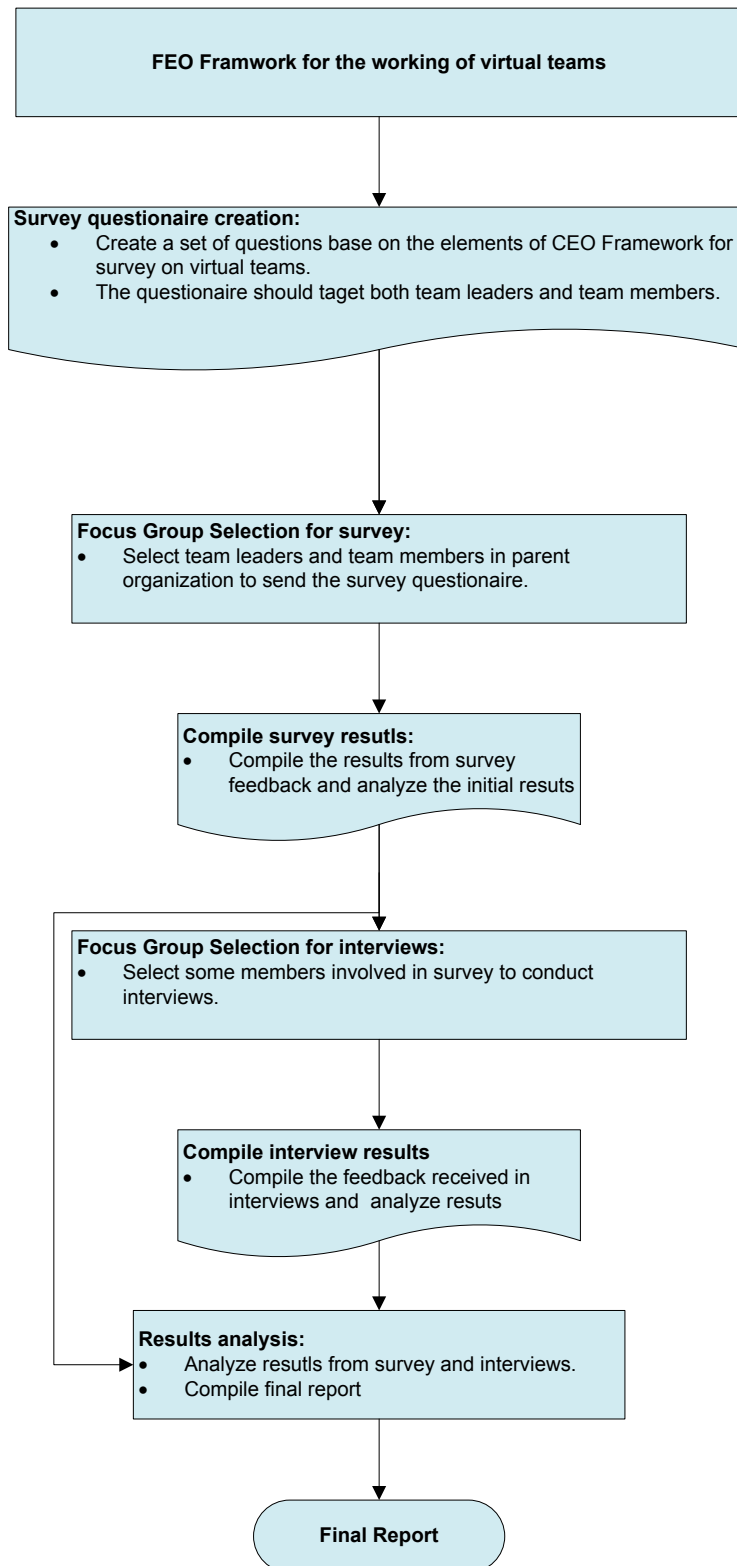 FEO Framwork for the working of virtual teams
Survey questionaire creation:
• Create a set of questions base on the elements of CEO Framework for
survey on virtual teams.
• The questionaire should taget both team leaders and team members.
Focus Group Selection for survey:
• Select team leaders and team members in parent
organization to send the survey questionaire.
Compile survey resutls:
• Compile the results from survey
feedback and analyze the initial resuts
Focus Group Selection for interviews:
• Select some members involved in survey to conduct
interviews.
Compile interview results
• Compile the feedback received in
interviews and  analyze resuts
Results analysis:
• Analyze resutls from survey and interviews.
• Compile final report
Final Report